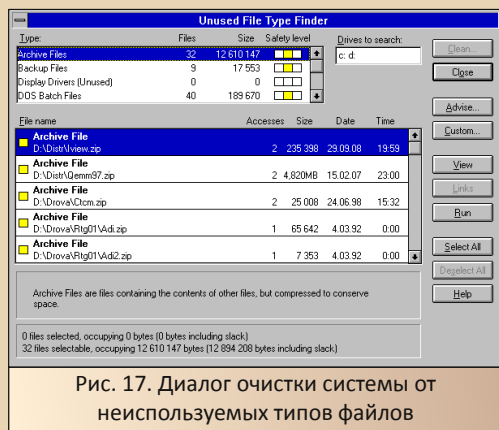 Unused File Type Finder
Type: Files Size Safety level Drives to search:
Archive Files 32 12 610 147 c: d:
Backup Files 9 17 553
Display Drivers (Unused) 0 0
DOS Batch Files 40 189 670
Clean...
Close
Advise...
Custom...
View
Links
Run
Select All
Deselect All
Help
File name Accesses Size Date Time
Archive File
D:\Distr\Iview.zip 2 235 398 29.09.08 19:59
Archive File
D:\Distr\Qemm97.zip 2 4,820MB 15.02.07 23:00
Archive File
D:\Drova\Ctcm.zip 2 25 008 24.06.98 15:32
Archive File
D:\Drova\Rtg01\Adi.zip 1 65 642 4.03.92 0:00
Archive File
D:\Drova\Rtg01\Adi2.zip 1 7 353 4.03.92 0:00
Archive Files are files containing the contents of other files, but compressed to conserve
space.
0 files selected, occupying 0 bytes (0 bytes including slack)
32 files selectable, occupying 12 610 147 bytes (12 894 208 bytes including slack)
Рис. 17. Диалог очистки системы от
неиспользуемых типов файлов